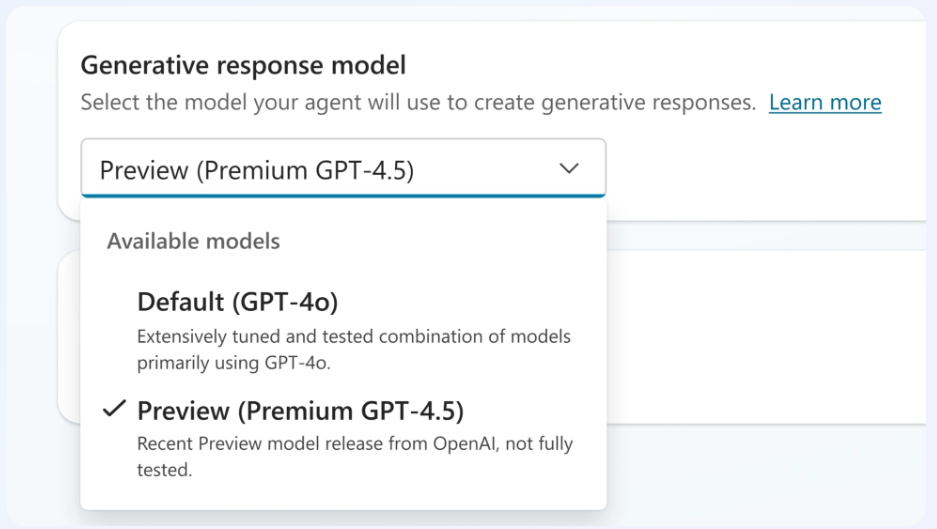 Generative response model
Select the model your agent will use to create generative responses. Learn more
Preview (Premium GPT-4.5)
Available models
Default (GPT-4o)
Extensively tuned and tested combination of models
primarily using GPT-4o.
Preview (Premium GPT-4.5)
Recent Preview model release from OpenAI, not fully
tested.